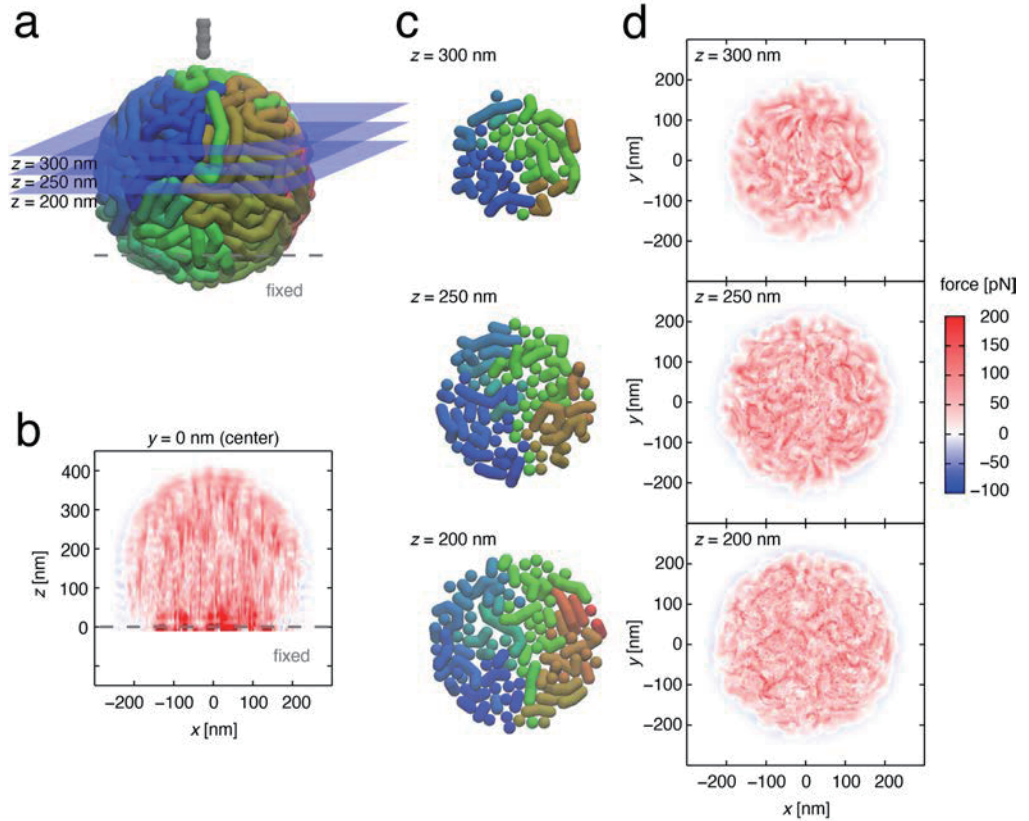 a
z = 300 nm
z = 250 nm
z = 200 nm
fixed
b
y = 0 nm (center)
400
300
200
100
0
z [nm]
fixed
−200 −100 0 100 200
x [nm]
c
z = 300 nm
z = 250 nm
z = 200 nm
d
z = 300 nm
200
100
0
−100
−200
y [nm]
z = 250 nm
200
100
0
−100
−200
y [nm]
z = 200 nm
200
100
0
−100
−200
y [nm]
−200 −100 0 100 200
x [nm]
force [pN]
200
150
100
50
0
−50
−100